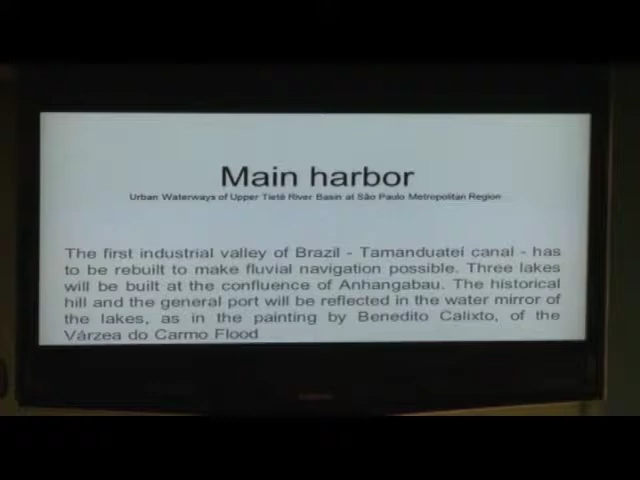 Main harbor
Urban Waterways of Upper Tietê River Basin at São Paulo Metropolitan Region
The first industrial valley of Brazil - Tamanduateí canal - has
to be rebuilt to make fluvial navigation possible. Three lakes
will be built at the confluence of Anhangabau. The historical
hill and the general port will be reflected in the water mirror of
the lakes, as in the painting by Benedito Calixto, of the
Várzea do Carmo Flood